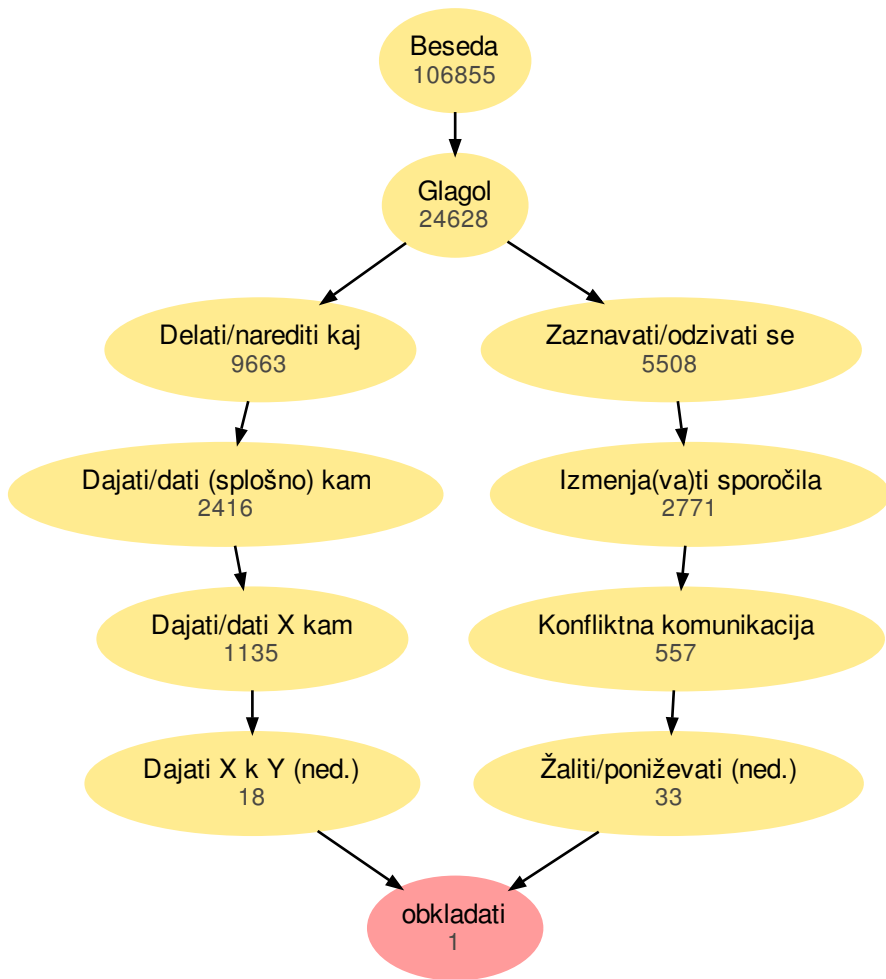 Beseda
106855
Glagol
24628
Delati/narediti kaj
9663
Zaznavati/odzivati se
5508
Dajati/dati (splošno) kam
2416
Izmenja(va)ti sporočila
2771
Dajati/dati X kam
1135
Konfliktna komunikacija
557
Dajati X k Y (ned.)
18
Žaliti/poniževati (ned.)
33
obkladati
1